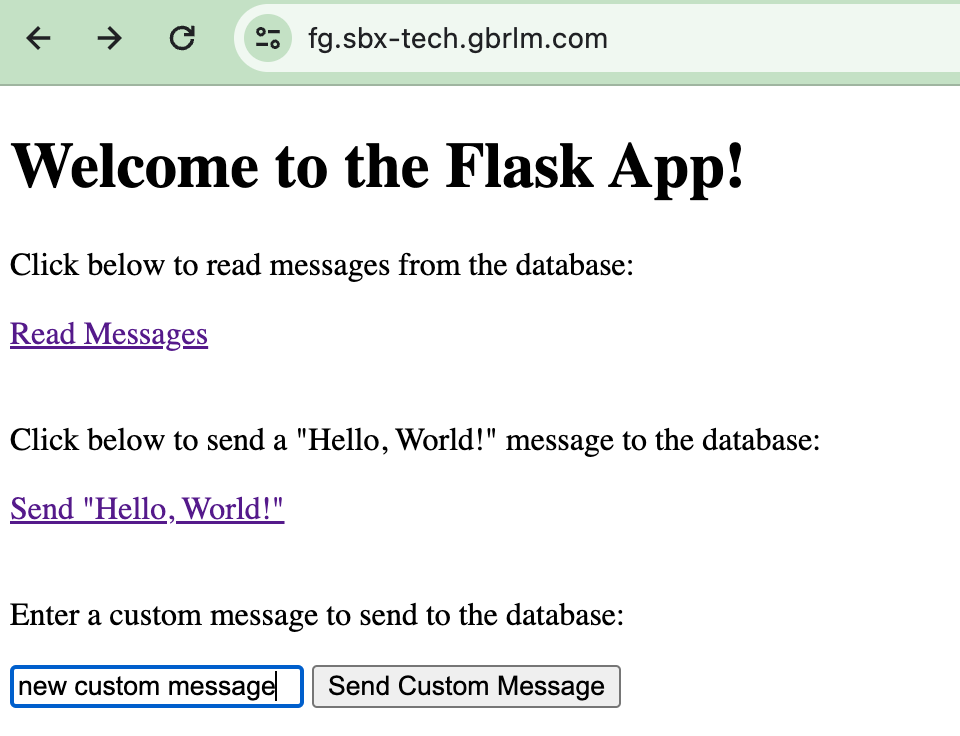 fg.sbx-tech.gbrlm.com
Welcome to the Flask App!
Click below to read messages from the database:
Read Messages
Click below to send a "Hello, World!" message to the database:
Send "Hello, World!"
Enter a custom message to send to the database:
new custom message Send Custom Message